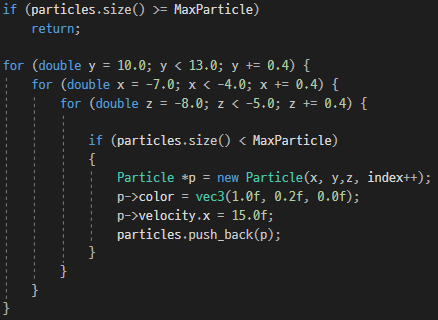 if (particles.size() >= MaxParticle)
    return;

for (double y = 10.0; y < 13.0; y += 0.4) {
    for (double x = -7.0; x < -4.0; x += 0.4) {
        for (double z = -8.0; z < -5.0; z += 0.4) {

            if (particles.size() < MaxParticle)
            {
                Particle *p = new Particle(x, y,z, index++);
                p->color = vec3(1.0f, 0.2f, 0.0f);
                p->velocity.x = 15.0f;
                particles.push_back(p);
            }
        }
    }
}